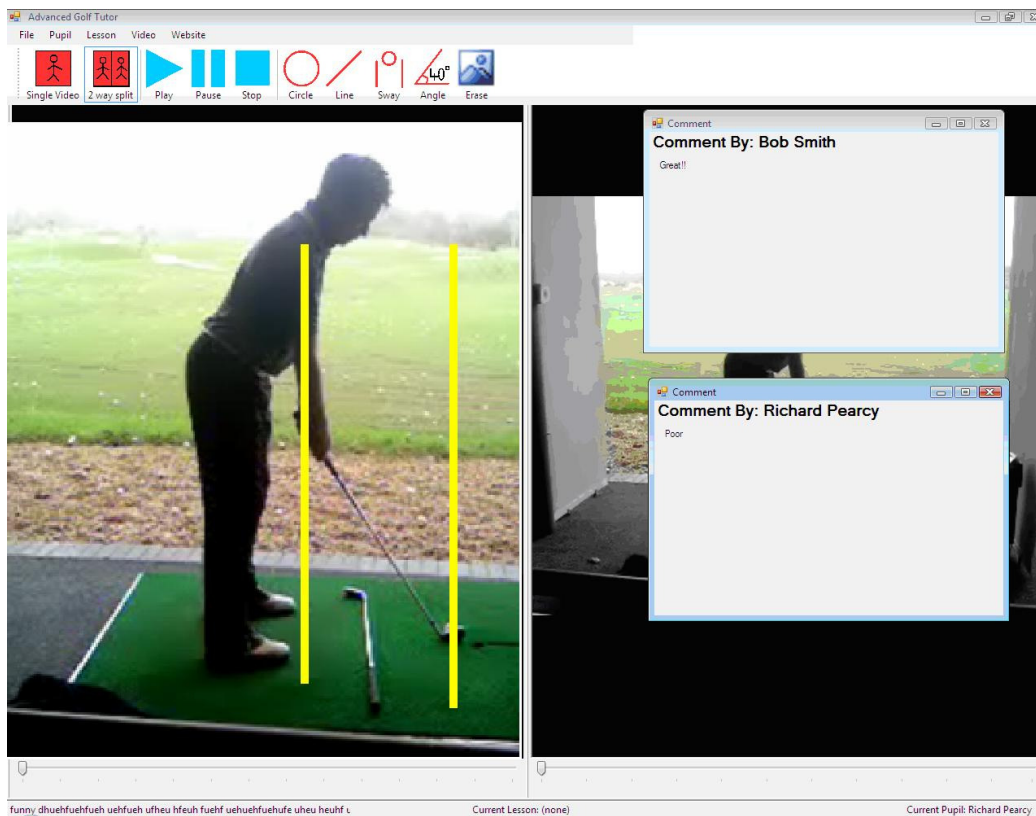 Advanced Golf Tutor
File Pupil Lesson Video Website
40°
Single Video 2 way split Play Pause Stop Circle Line Sway Angle Erase
Comment
Comment By: Bob Smith
Great!!
Comment
Comment By: Richard Pearcy
Poor
funny dhuehfuehfueh uehfueh ufheu hfeuh fuehf uehuehfuehufe uheu heuhf u
Current Lesson: (none)
Current Pupil: Richard Pearcy